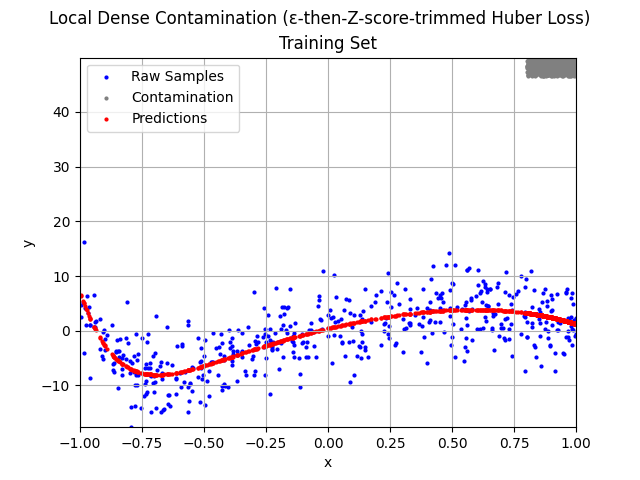 Local Dense Contamination (ε-then-Z-score-trimmed Huber Loss)
Training Set
Raw Samples
Contamination
Predictions
y
40
30
20
10
0
−10
−1.00 −0.75 −0.50 −0.25 0.00 0.25 0.50 0.75 1.00
x